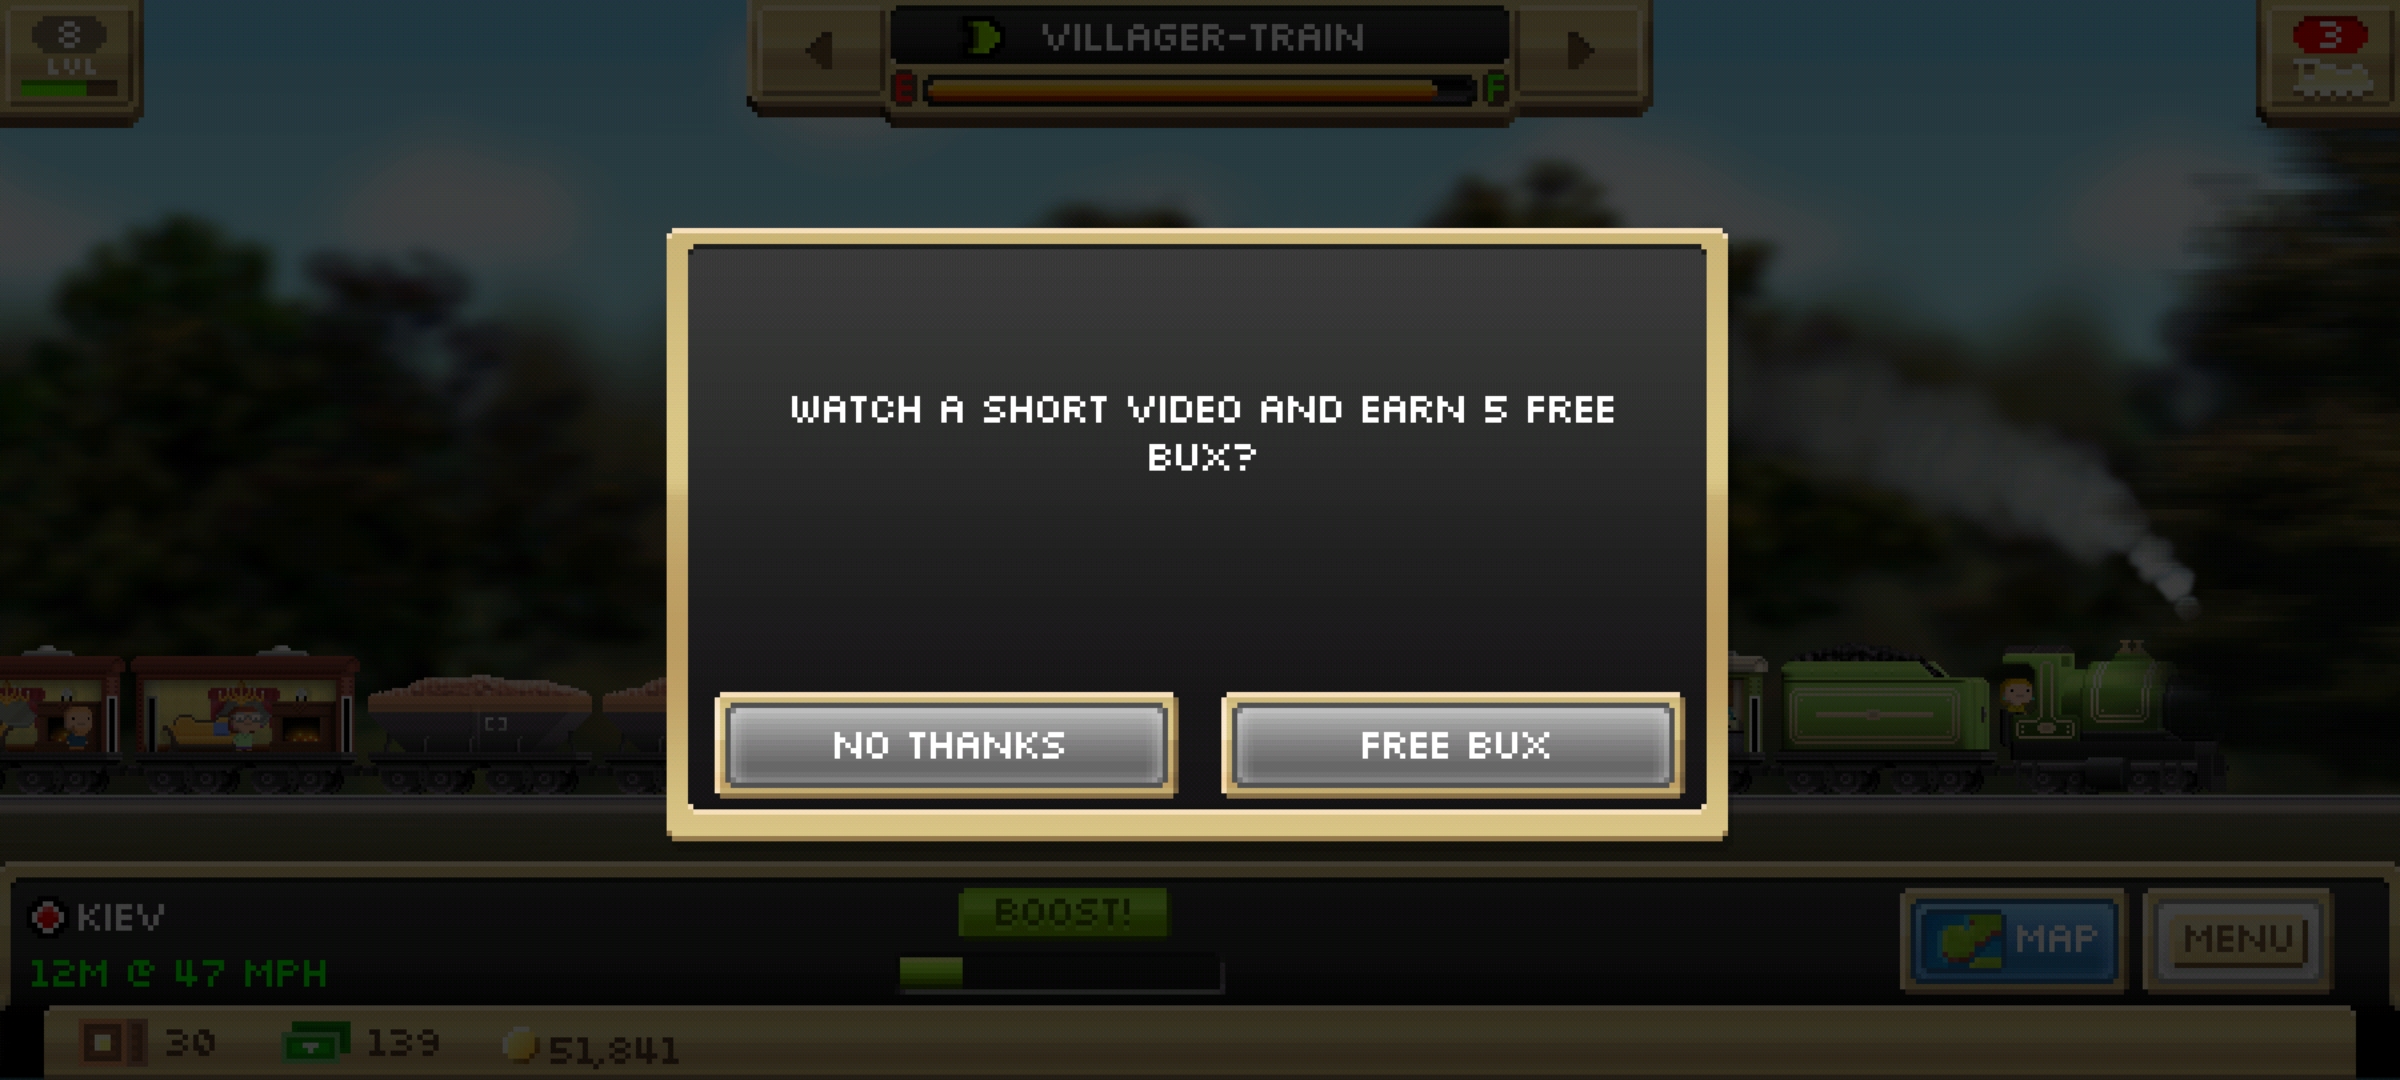 8
LVL
VILLAGER-TRAIN
E
F
3
WATCH A SHORT VIDEO AND EARN 5 FREE
BUX?
NO THANKS
FREE BUX
KIEV
12M @ 47 MPH
BOOST!
MAP
MENU
30
139
51,841